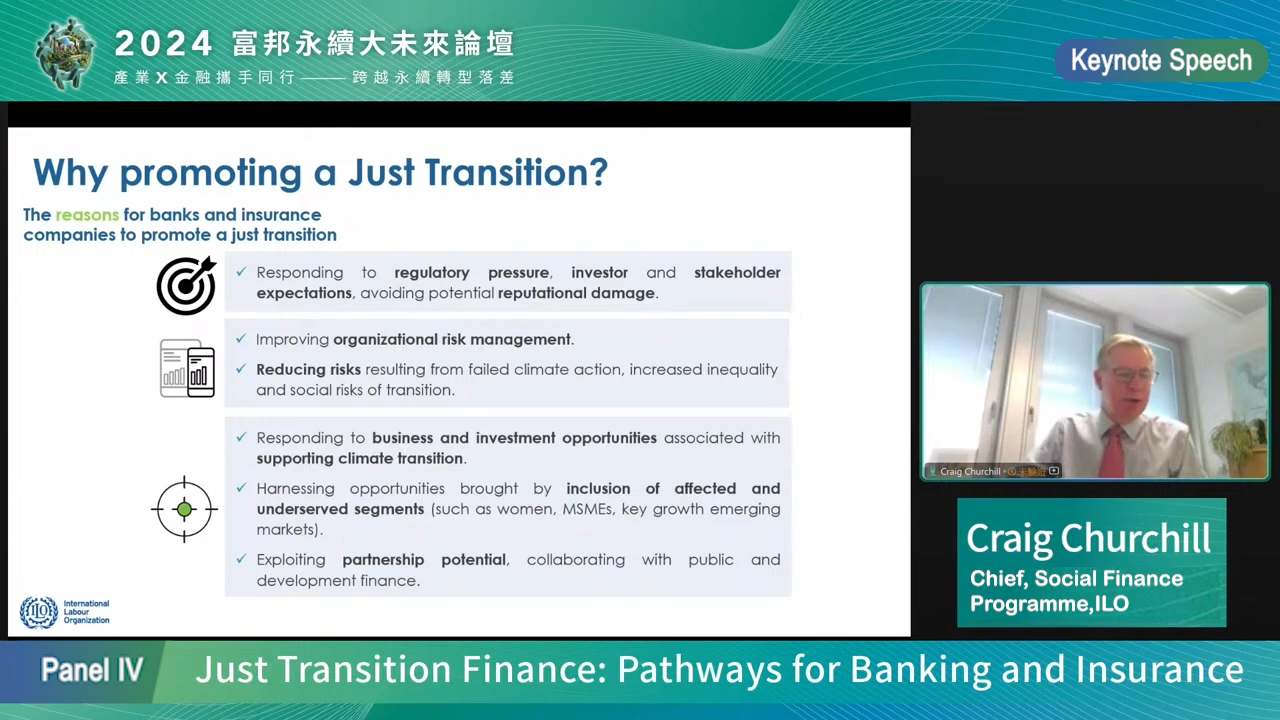 2024 富邦永續大未來論壇
產業X金融攜手同行——跨越永續轉型落差
Keynote Speech
Why promoting a Just Transition?
The reasons for banks and insurance
companies to promote a just transition
✓ Responding to regulatory pressure, investor and stakeholder
expectations, avoiding potential reputational damage.
✓ Improving organizational risk management.
✓ Reducing risks resulting from failed climate action, increased inequality
and social risks of transition.
✓ Responding to business and investment opportunities associated with
supporting climate transition.
✓ Harnessing opportunities brought by inclusion of affected and
underserved segments (such as women, MSMEs, key growth emerging
markets).
✓ Exploiting partnership potential, collaborating with public and
development finance.
International
Labour
Organization
Craig Churchill
Craig Churchill
Chief, Social Finance
Programme,ILO
Panel IV
Just Transition Finance: Pathways for Banking and Insurance